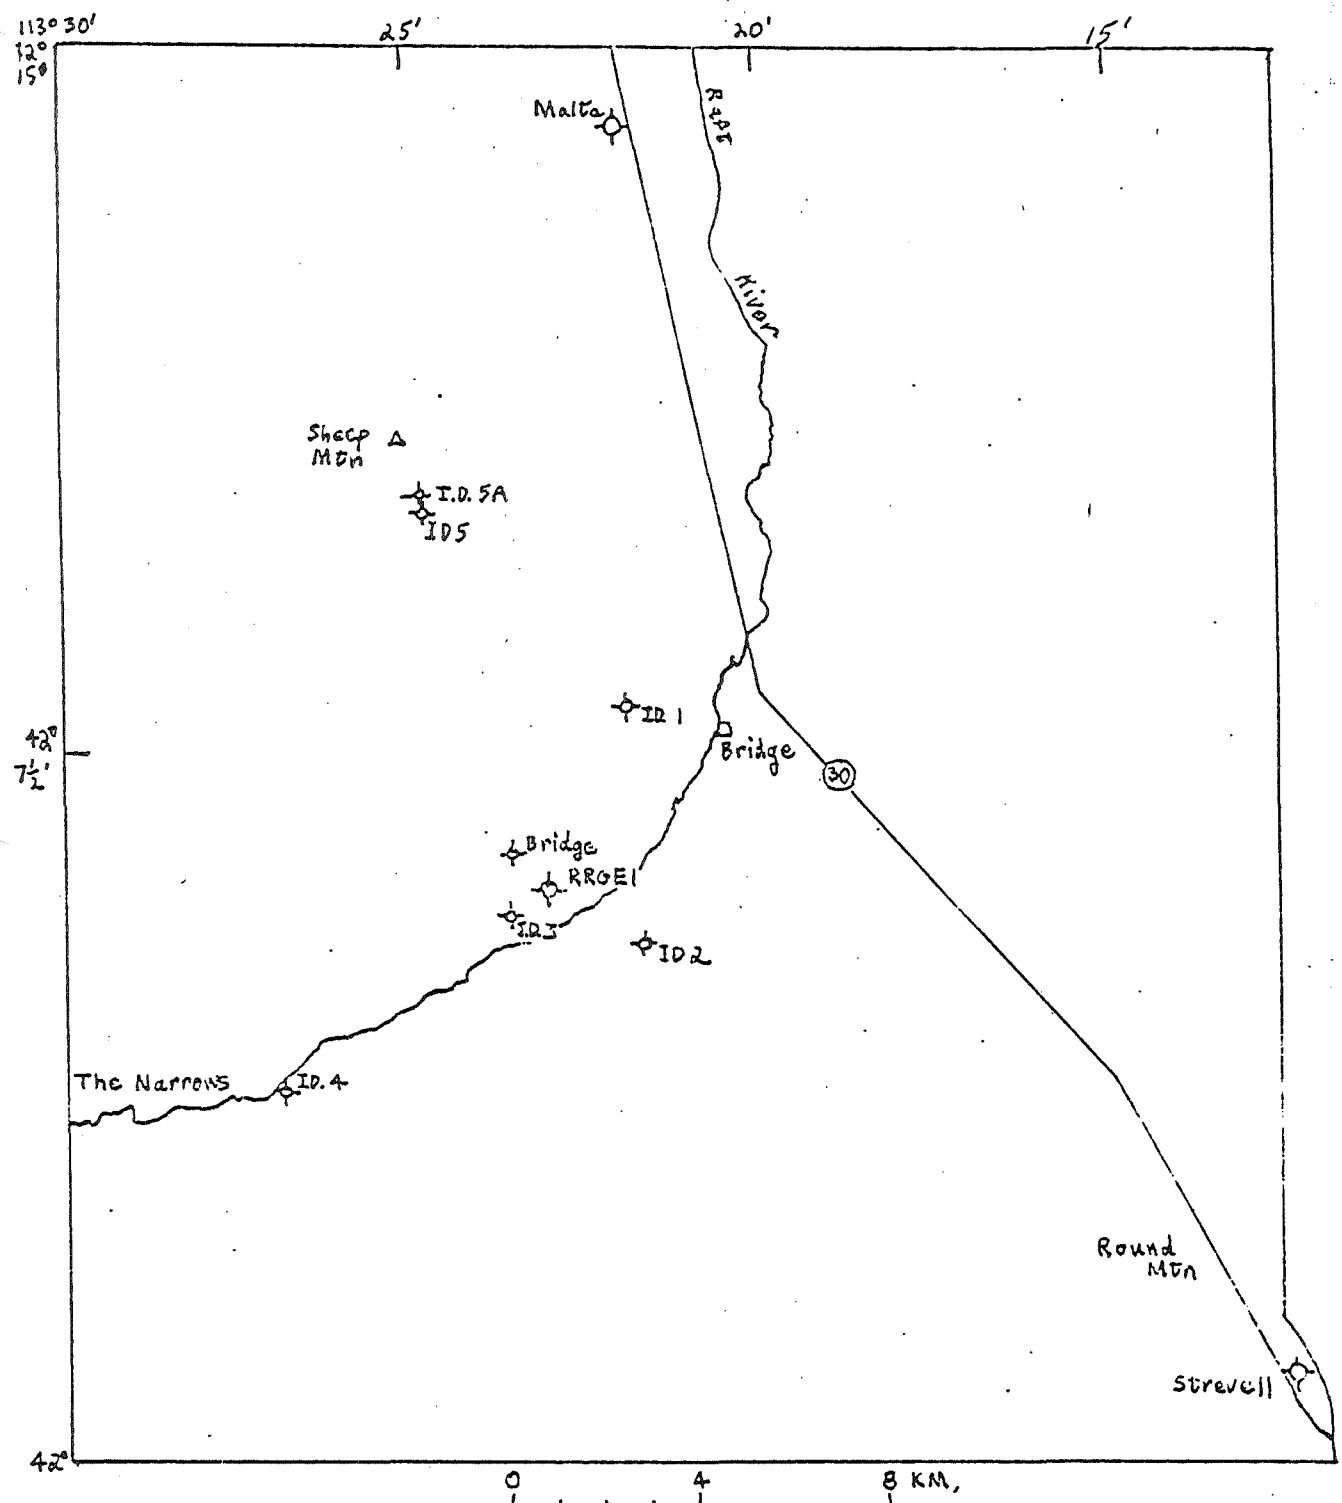 113° 30'
25'
20'
15'
42°
15'
Malta
Raft
River
Sheep
Mtn
I.D. 5A
ID5
ID. 1
42°
7½'
Bridge
30
Bridge
RRGE1
I.D.3
ID2
The Narrows
ID. 4
Round
Mtn
Strevell
42°
0 4 8 KM.